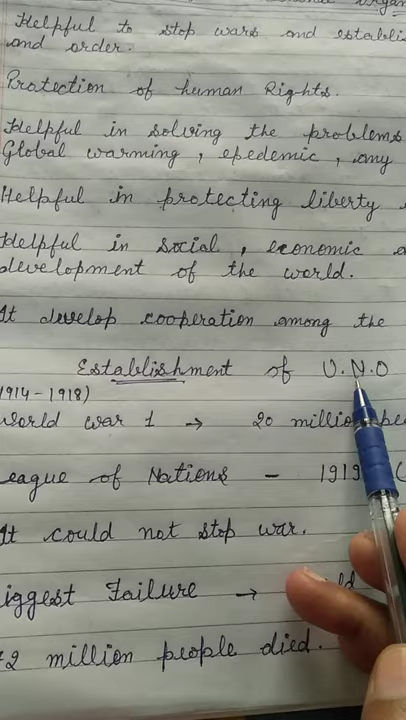 Helpful to stop wars and establi
and order.
Protection of human Rights.
Helpful in solving the problems
Global warming, epedemic, any
Helpful in protecting liberty
Helpful in social, economic a
development of the world.
It develop cooperation among the
Establishment of U.N.O
1914-1918)
World war 1 → 20 million pe
eague of Nations - 1919 (
It could not stop war.
iggest Failure →
2 million people died.